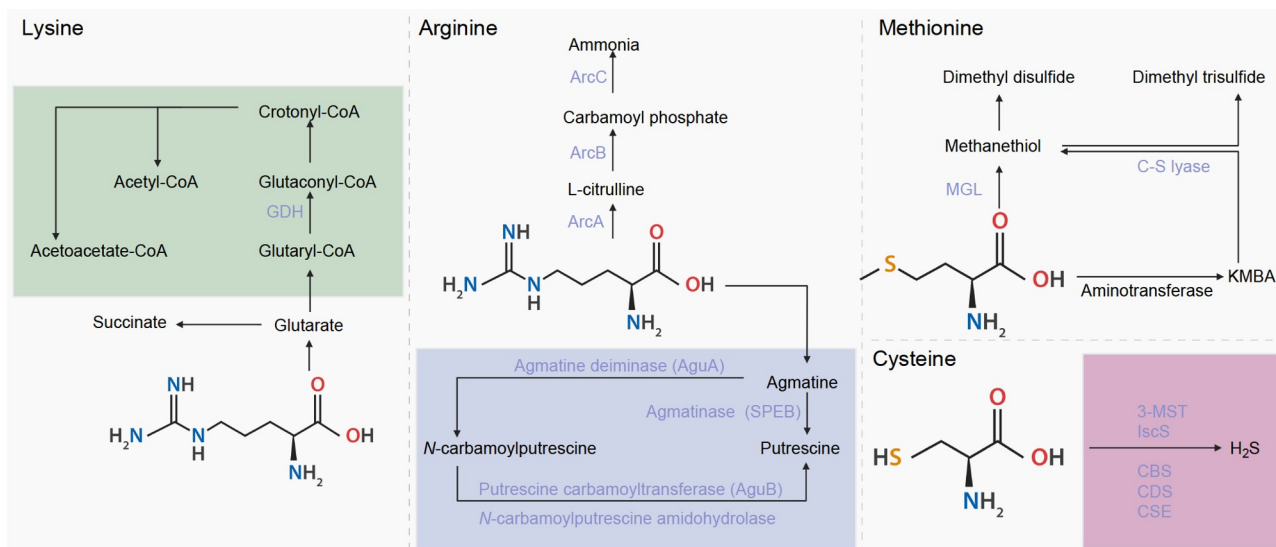 Lysine
Crotonyl-CoA
Acetyl-CoA
Glutaconyl-CoA
GDH
Acetoacetate-CoA
Glutaryl-CoA
Succinate
Glutarate
NH
O
H₂N
N
H
OH
NH₂
Arginine
Ammonia
ArcC
Carbamoyl phosphate
ArcB
L-citrulline
ArcA
NH
O
H₂N
N
H
OH
NH₂
Agmatine deiminase (AguA)
Agmatine
Agmatinase (SPEB)
N-carbamoylputrescine
Putrescine
Putrescine carbamoyltransferase (AguB)
N-carbamoylputrescine amidohydrolase
Methionine
Dimethyl disulfide
Dimethyl trisulfide
Methanethiol
C-S lyase
MGL
O
S
OH
NH₂
Aminotransferase
KMBA
Cysteine
O
HS
OH
NH₂
3-MST
IscS
H₂S
CBS
CDS
CSE